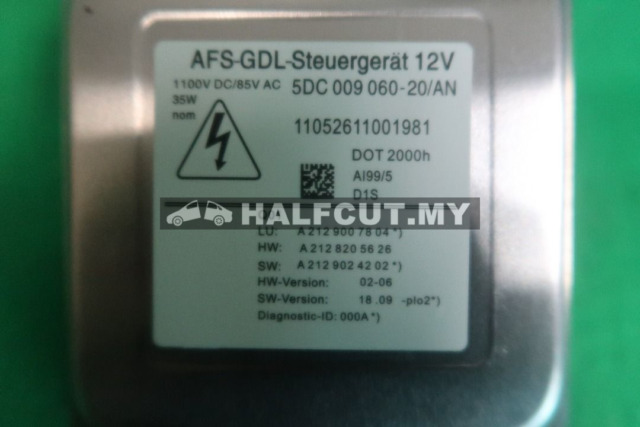 AFS-GDL-Steuergerät 12V
1100V DC/85V AC 5DC 009 060-20/AN
35W
nom
11052611001981
DOT 2000h
AI99/5
D1S
HALFCUT.MY
LU: A 212 900 78 04*)
HW: A 212 820 56 26
SW: A 212 902 42 02*)
HW-Version: 02-06
SW-Version: 18.09 -plo2*)
Diagnostic-ID: 000A*)